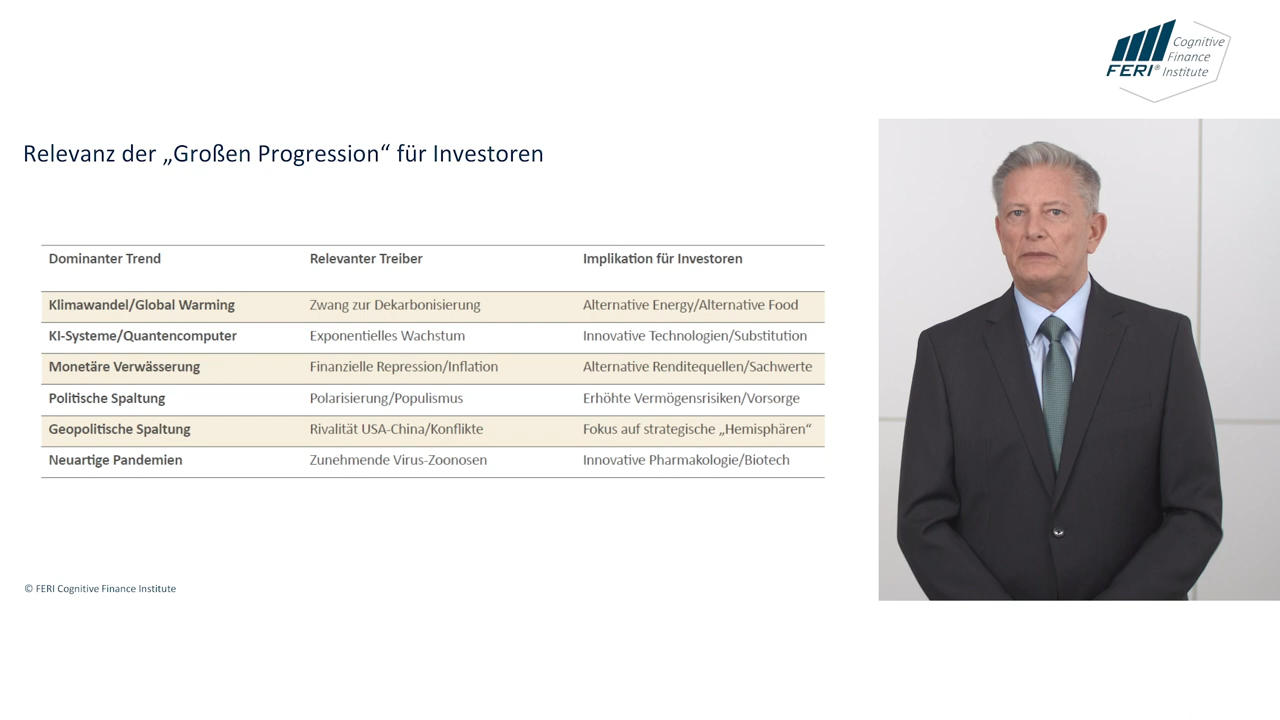 Cognitive
Finance
FERI® Institute
Relevanz der „Großen Progression“ für Investoren
Dominanter Trend Relevanter Treiber Implikation für Investoren
Klimawandel/Global Warming Zwang zur Dekarbonisierung Alternative Energy/Alternative Food
KI-Systeme/Quantencomputer Exponentielles Wachstum Innovative Technologien/Substitution
Monetäre Verwässerung Finanzielle Repression/Inflation Alternative Renditequellen/Sachwerte
Politische Spaltung Polarisierung/Populismus Erhöhte Vermögensrisiken/Vorsorge
Geopolitische Spaltung Rivalität USA-China/Konflikte Fokus auf strategische „Hemisphären“
Neuartige Pandemien Zunehmende Virus-Zoonosen Innovative Pharmakologie/Biotech
© FERI Cognitive Finance Institute